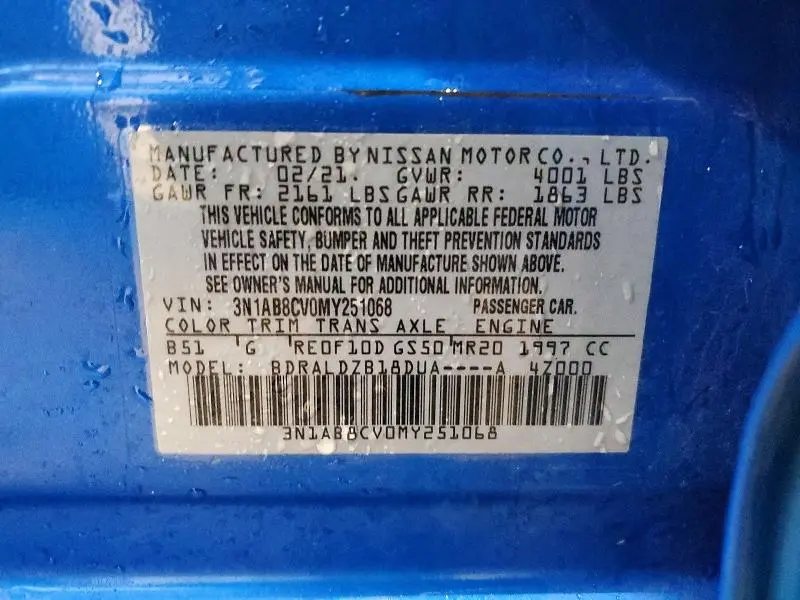 MANUFACTURED BY NISSAN MOTOR CO., LTD.
DATE: 02/21. GVWR: 4001 LBS
GAWR FR: 2161 LBS GAWR RR: 1863 LBS
THIS VEHICLE CONFORMS TO ALL APPLICABLE FEDERAL MOTOR
VEHICLE SAFETY, BUMPER AND THEFT PREVENTION STANDARDS
IN EFFECT ON THE DATE OF MANUFACTURE SHOWN ABOVE.
SEE OWNER'S MANUAL FOR ADDITIONAL INFORMATION.
VIN: 3N1AB8CV0MY251068 PASSENGER CAR.
COLOR TRIM TRANS AXLE ENGINE
B51 G RE0F10D GS50 MR20 1997 CC
MODEL: BDRALDZB18DUA----A 4Z000
3N1AB8CV0MY251068